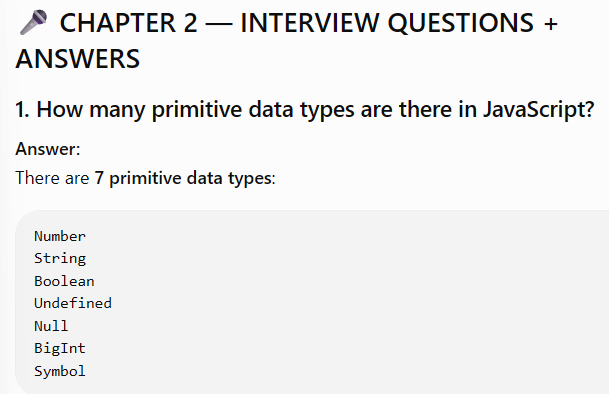 🎤 CHAPTER 2 — INTERVIEW QUESTIONS +
ANSWERS
1. How many primitive data types are there in JavaScript?
Answer:
There are 7 primitive data types:
Number
String
Boolean
Undefined
Null
BigInt
Symbol